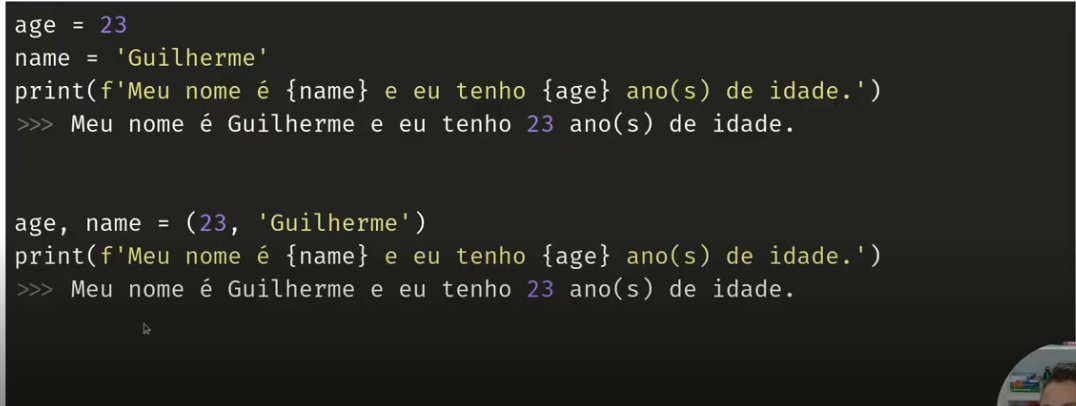 age = 23
name = 'Guilherme'
print(f'Meu nome é {name} e eu tenho {age} ano(s) de idade.')
>>> Meu nome é Guilherme e eu tenho 23 ano(s) de idade.
age, name = (23, 'Guilherme')
print(f'Meu nome é {name} e eu tenho {age} ano(s) de idade.')
>>> Meu nome é Guilherme e eu tenho 23 ano(s) de idade.